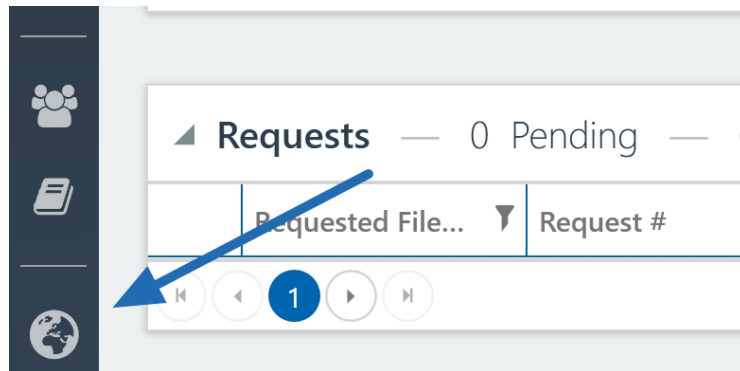 Requests — 0 Pending —
Requested File... Request #
1